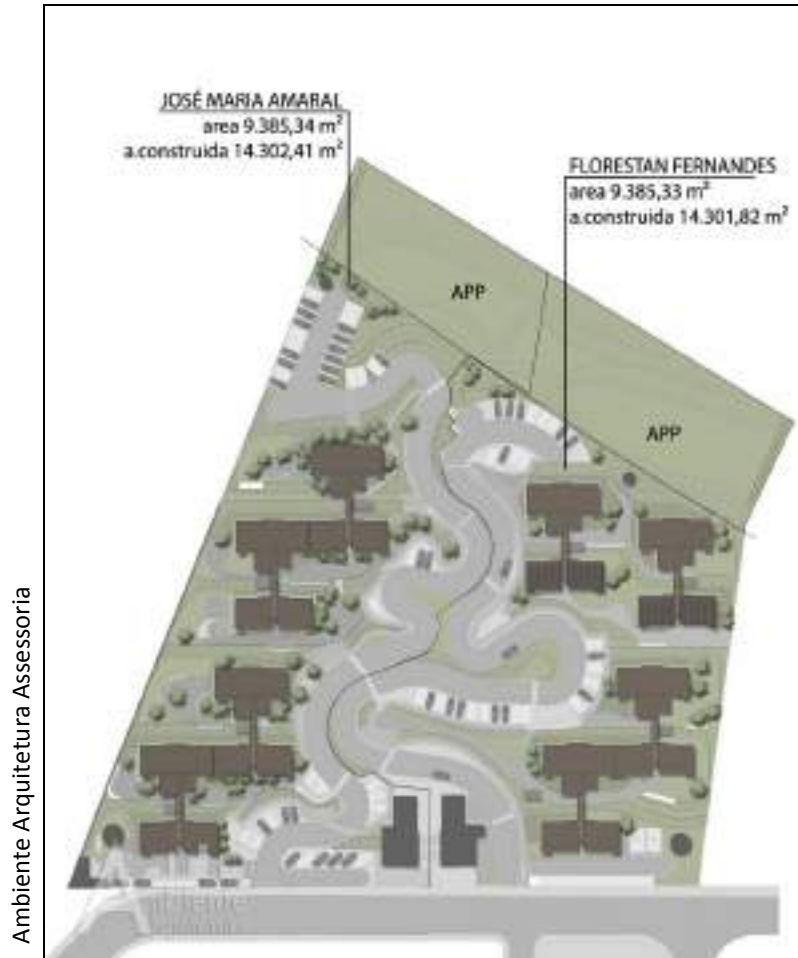 JOSÉ MARIA AMARAL
area 9.385,34 m²
a.construida 14.302,41 m²
FLORESTAN FERNANDES
area 9.385,33 m²
a.construida 14.301,82 m²
APP
APP
Ambiente Arquitetura Assessoria